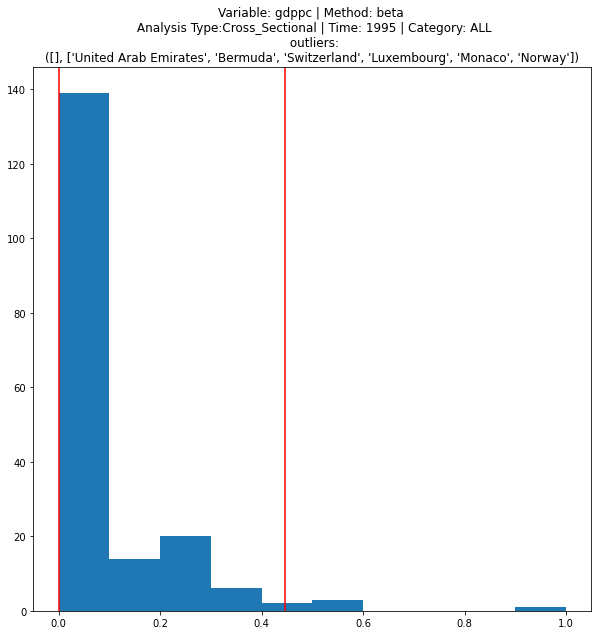 Variable: gdppc | Method: beta
Analysis Type:Cross_Sectional | Time: 1995 | Category: ALL
outliers:
([], ['United Arab Emirates', 'Bermuda', 'Switzerland', 'Luxembourg', 'Monaco', 'Norway'])
140
120
100
80
60
40
20
0
0.0 0.2 0.4 0.6 0.8 1.0